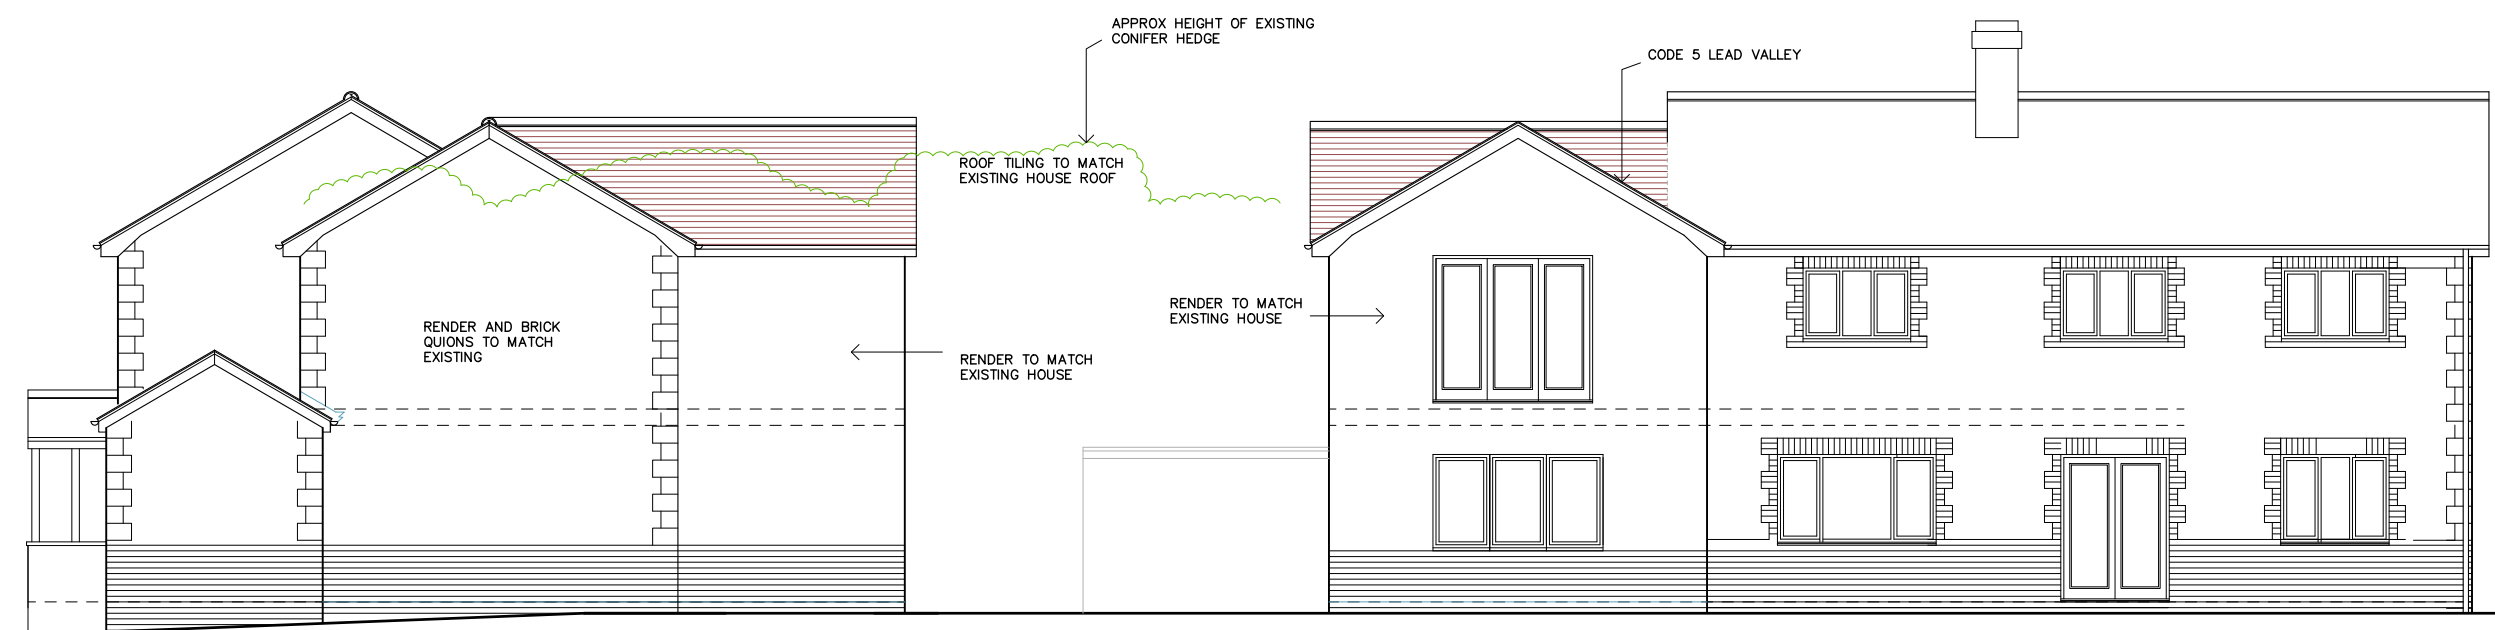 APPROX HEIGHT OF EXISTING
CONIFER HEDGE
CODE 5 LEAD VALLEY
ROOF TILING TO MATCH
EXISTING HOUSE ROOF
RENDER TO MATCH
EXISTING HOUSE
RENDER AND BRICK
QUIONS TO MATCH
EXISTING
RENDER TO MATCH
EXISTING HOUSE